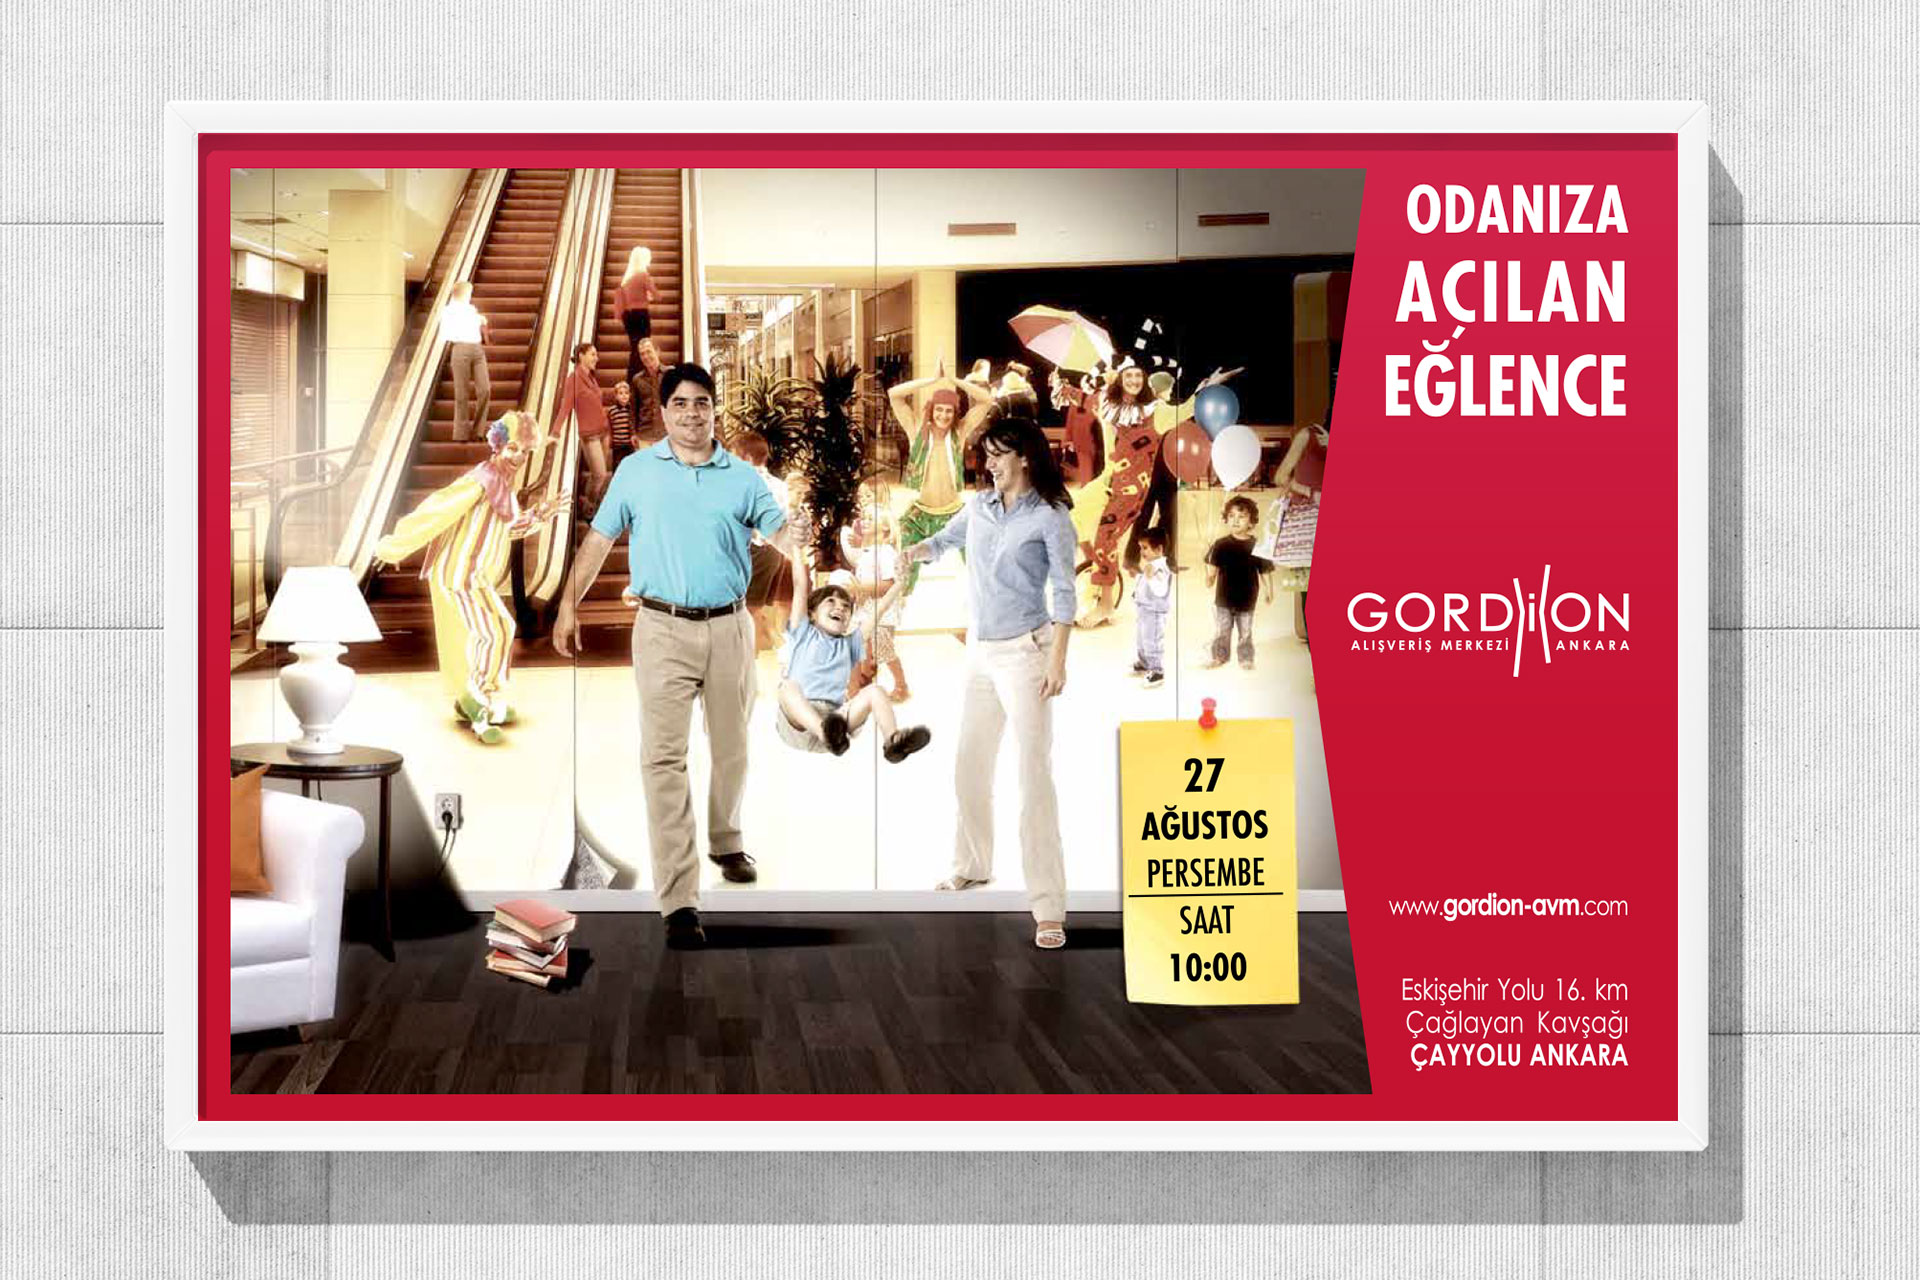 ODANIZA
AÇILAN
EĞLENCE
GORDİİON
ALIŞVERİŞ MERKEZİ ANKARA
27
AĞUSTOS
PERSEMBE
SAAT
10:00
www.gordion-avm.com
Eskişehir Yolu 16. km
Çağlayan Kavşağı
ÇAYYOLU ANKARA